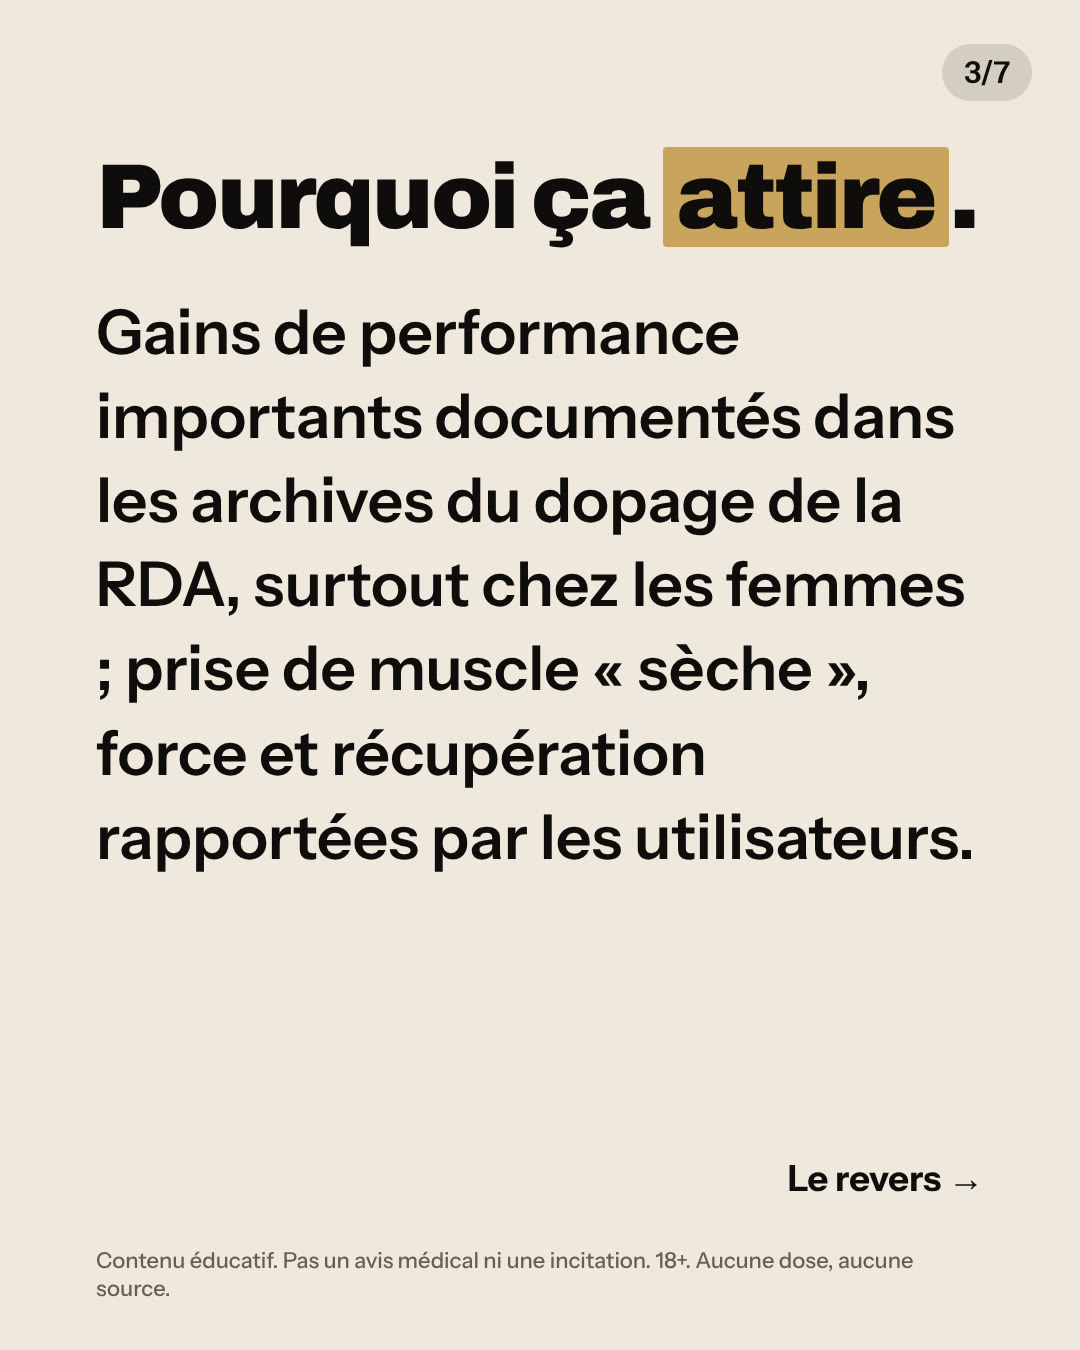 3/7
Pourquoi ça attire.
Gains de performance
importants documentés dans
les archives du dopage de la
RDA, surtout chez les femmes
; prise de muscle « sèche »,
force et récupération
rapportées par les utilisateurs.
Le revers →
Contenu éducatif. Pas un avis médical ni une incitation. 18+. Aucune dose, aucune
source.